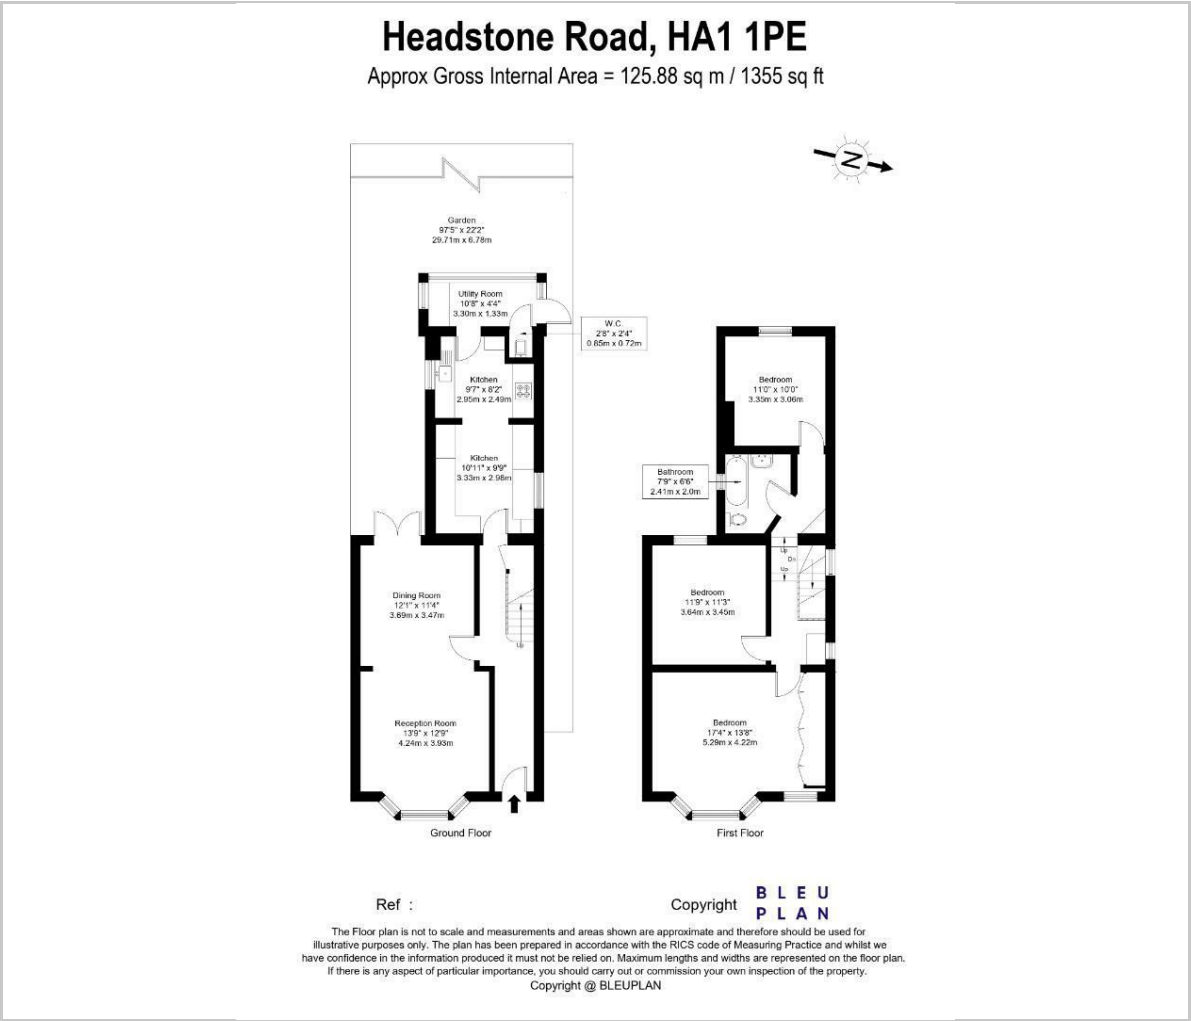 Headstone Road, HA1 1PE
Approx Gross Internal Area = 125.88 sq m / 1355 sq ft
N
Garden
97'5" x 22'2"
29.71m x 6.78m
Utility Room
10'8" x 4'4"
3.30m x 1.33m
W.C.
2'8" x 2'4"
0.85m x 0.72m
Kitchen
9'7" x 8'2"
2.95m x 2.49m
Kitchen
10'11" x 9'9"
3.33m x 2.98m
Dining Room
12'1" x 11'4"
3.69m x 3.47m
Up
Reception Room
13'9" x 12'9"
4.24m x 3.93m
Ground Floor
Bedroom
11'0" x 10'0"
3.35m x 3.06m
Bathroom
7'9" x 6'6"
2.41m x 2.0m
Up
Dn
Up
Bedroom
11'9" x 11'3"
3.64m x 3.45m
Bedroom
17'4" x 13'8"
5.29m x 4.22m
First Floor
Ref :
Copyright
BLEU
PLAN
The Floor plan is not to scale and measurements and areas shown are approximate and therefore should be used for
illustrative purposes only. The plan has been prepared in accordance with the RICS code of Measuring Practice and whilst we
have confidence in the information produced it must not be relied on. Maximum lengths and widths are represented on the floor plan.
If there is any aspect of particular importance, you should carry out or commission your own inspection of the property.
Copyright @ BLEUPLAN